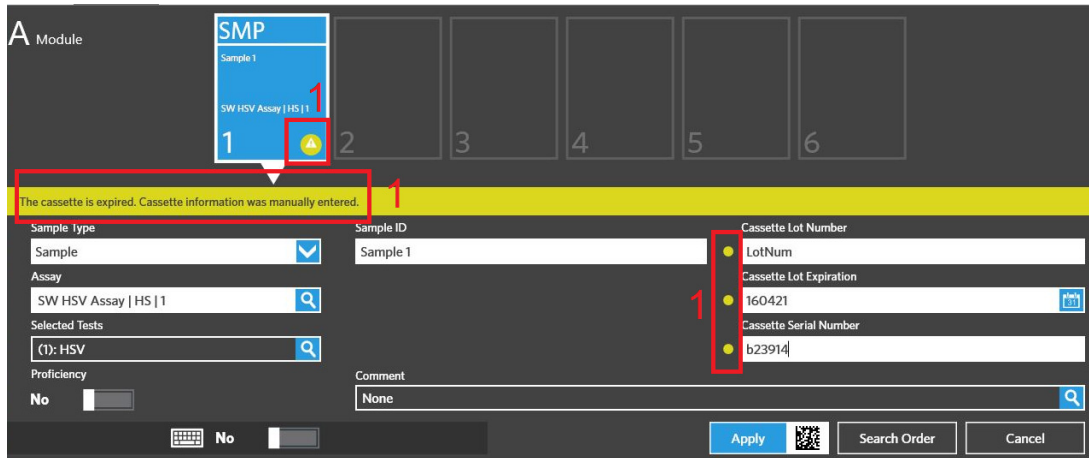 A Module
SMP
Sample 1
SW HSV Assay | HS | 1
1
1
2
3
4
5
6
The cassette is expired. Cassette information was manually entered.
1
Sample Type
Sample ID
Cassette Lot Number
Sample
Sample 1
LotNum
Assay
Cassette Lot Expiration
SW HSV Assay | HS | 1
1
160421
31
Selected Tests
Cassette Serial Number
(1): HSV
b23914
Proficiency
Comment
No
None
No
Apply
Search Order
Cancel